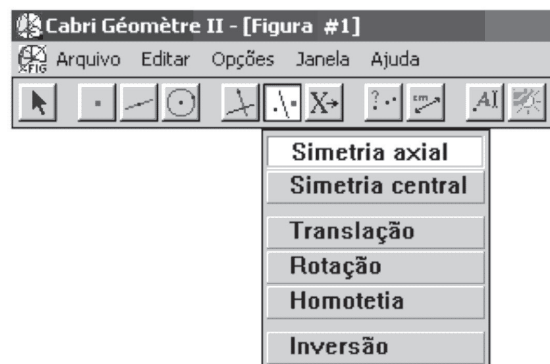 Cabri Géomètre II - [Figura #1]
Arquivo Editar Opções Janela Ajuda
Simetria axial
Simetria central
Translação
Rotação
Homotetia
Inversão